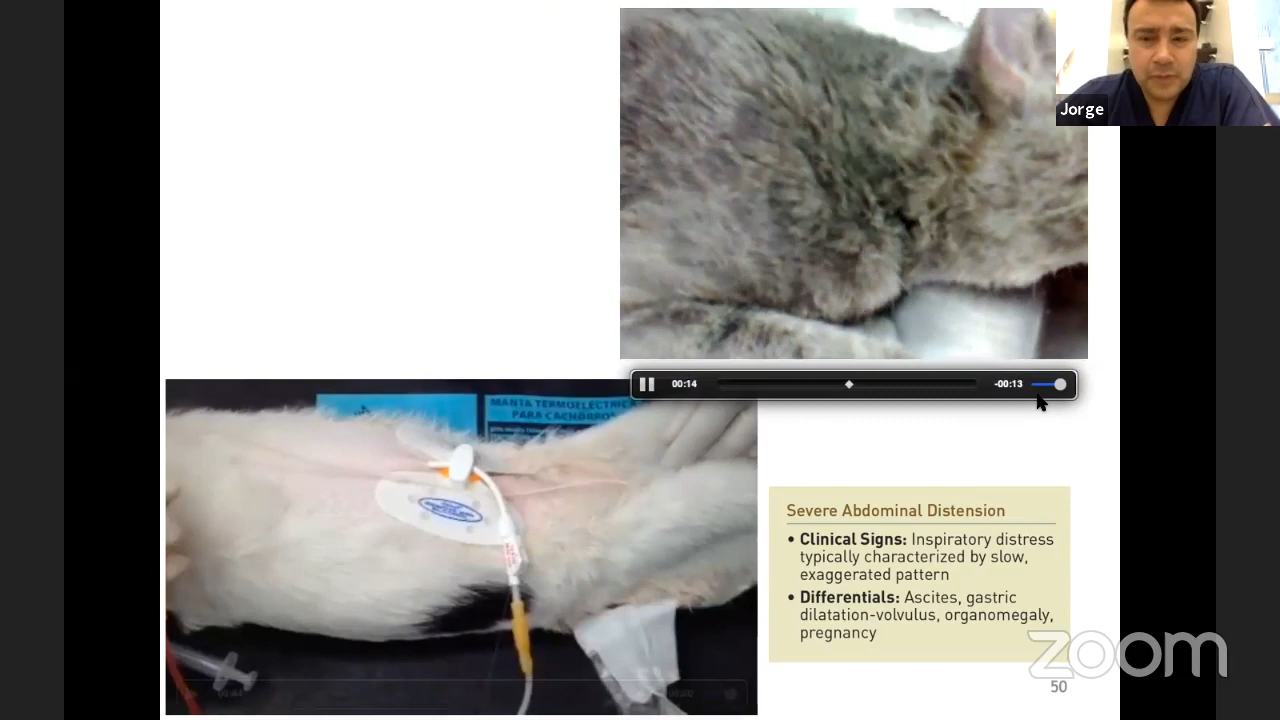 Jorge
00:14
-00:13
MANTA TERMOELÉCTRICA
PARA CACHORROS
Severe Abdominal Distension
• Clinical Signs: Inspiratory distress
typically characterized by slow,
exaggerated pattern
• Differentials: Ascites, gastric
dilatation-volvulus, organomegaly,
pregnancy
zoom
50